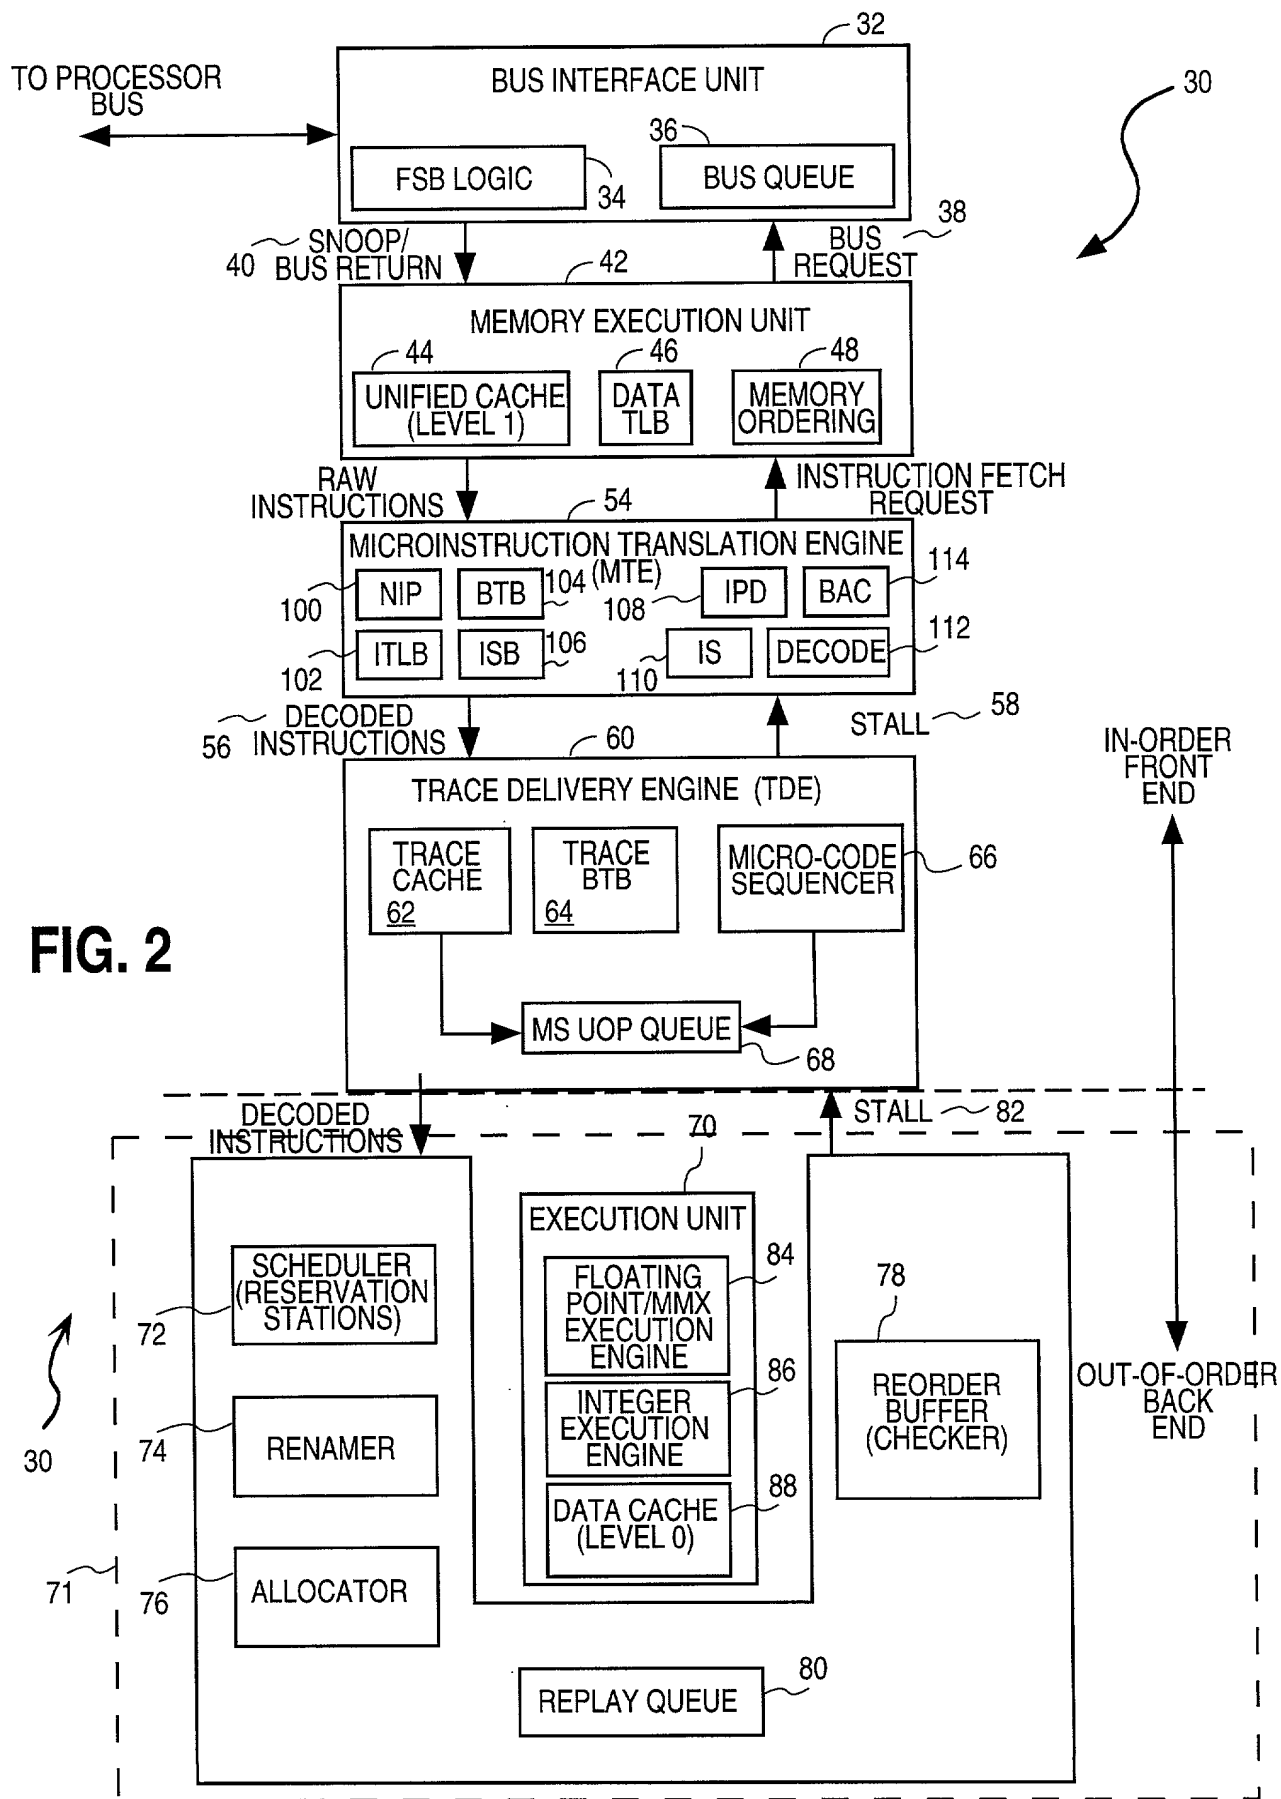 32
TO PROCESSOR
BUS
BUS INTERFACE UNIT
30
36
FSB LOGIC
34
BUS QUEUE
38
40
SNOOP/
BUS RETURN
42
BUS
REQUEST
MEMORY EXECUTION UNIT
44
46
48
UNIFIED CACHE
(LEVEL 1)
DATA
TLB
MEMORY
ORDERING
RAW
INSTRUCTIONS
54
INSTRUCTION FETCH
REQUEST
MICROINSTRUCTION TRANSLATION ENGINE
(MTE)
100
NIP
BTB
104
108
IPD
BAC
114
102
ITLB
ISB
106
110
IS
DECODE
112
56
DECODED
INSTRUCTIONS
60
STALL
58
IN-ORDER
FRONT
END
TRACE DELIVERY ENGINE (TDE)
TRACE
CACHE
62
TRACE
BTB
64
MICRO-CODE
SEQUENCER
66
FIG. 2
MS UOP QUEUE
68
DECODED
INSTRUCTIONS
STALL
82
70
EXECUTION UNIT
SCHEDULER
(RESERVATION
STATIONS)
72
FLOATING
POINT/MMX
EXECUTION
ENGINE
84
78
INTEGER
EXECUTION
ENGINE
86
REORDER
BUFFER
(CHECKER)
OUT-OF-ORDER
BACK
END
30
74
RENAMER
DATA CACHE
(LEVEL 0)
88
71
76
ALLOCATOR
REPLAY QUEUE
80